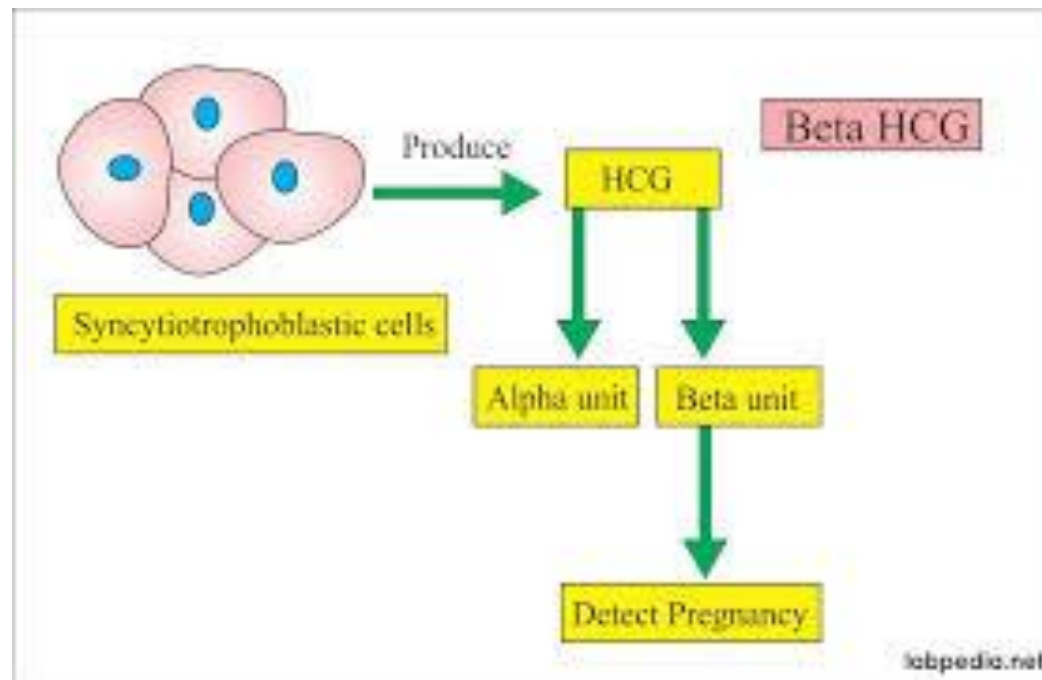 Beta HCG
Produce
HCG
Syncytiotrophoblastic cells
Alpha unit
Beta unit
Detect Pregnancy
labpedia.net